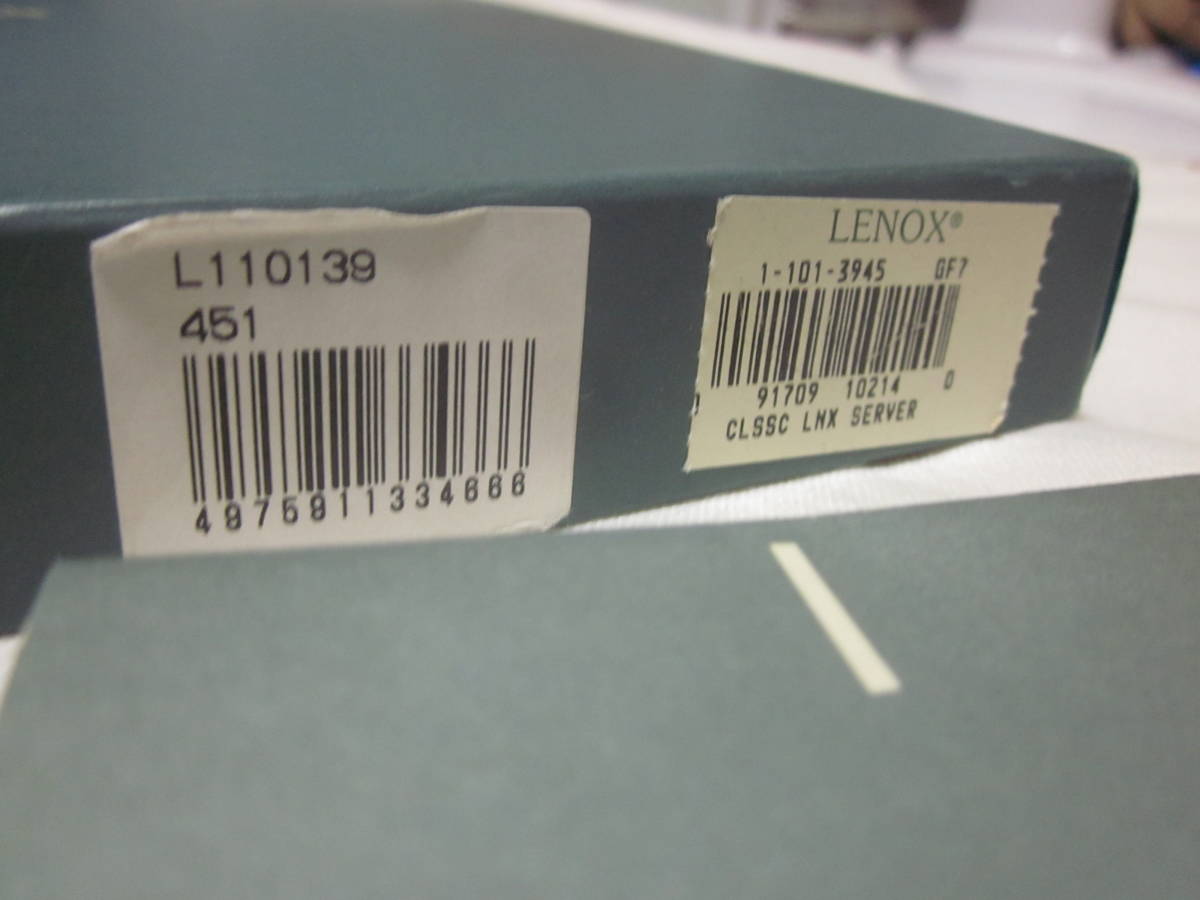 L110139
451
4975911334666
LENOX®
1-101-3945 GF7
91709 10214 0
CLSSC LNX SERVER